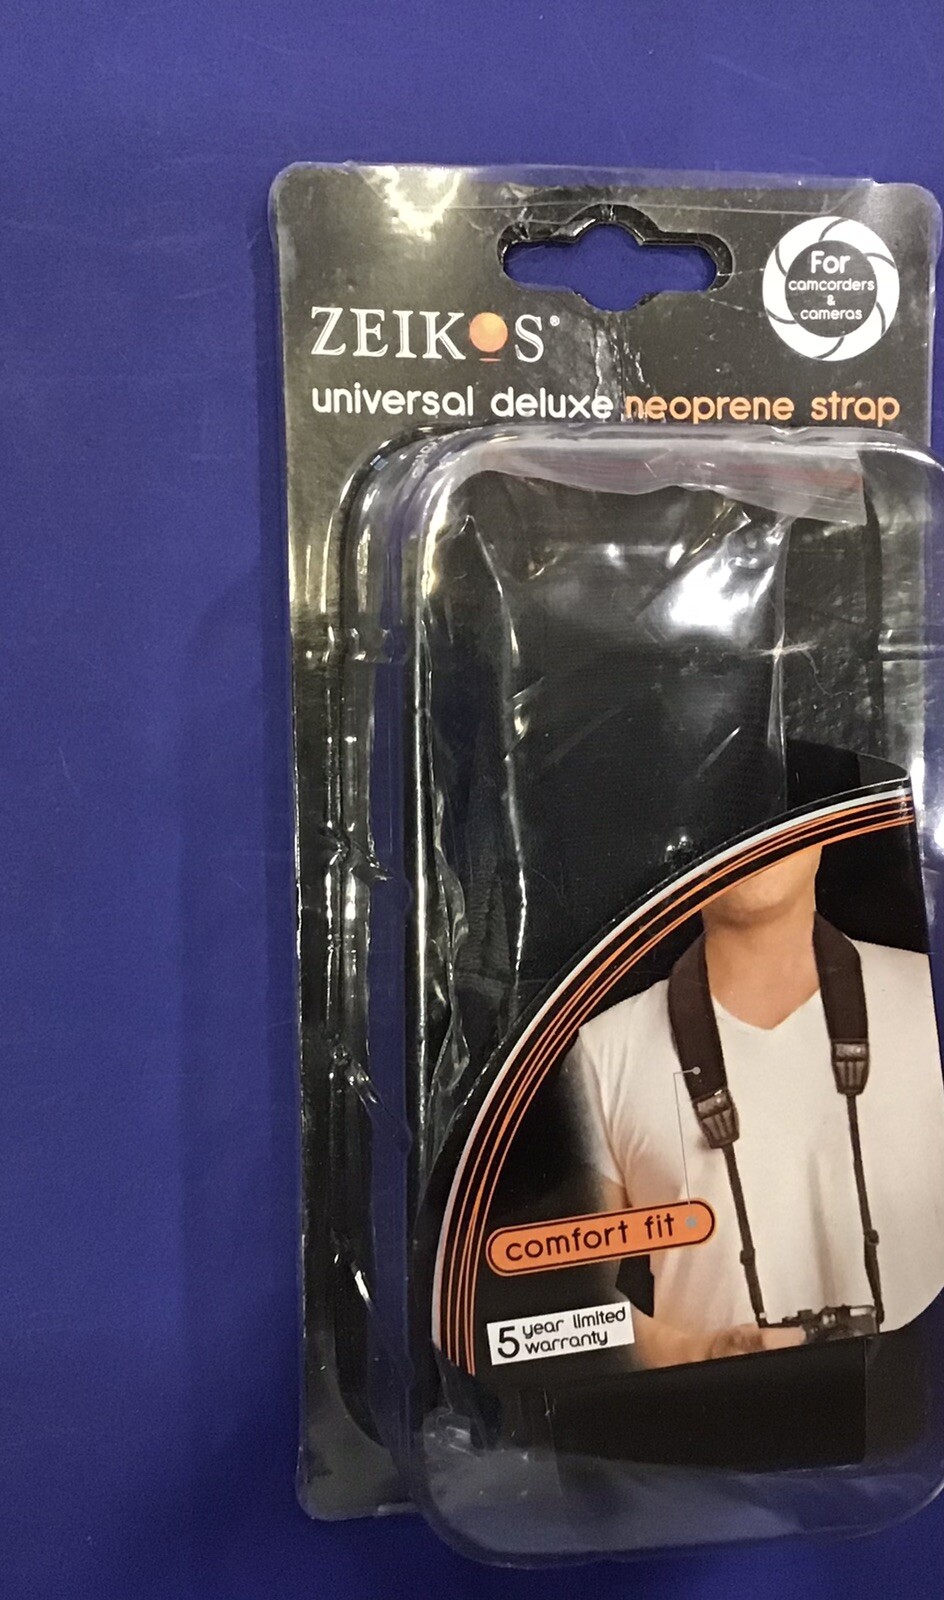 For
camcorders
&
cameras
ZEIKOS®
universal deluxe neoprene strap
comfort fit
5 year limited
warranty